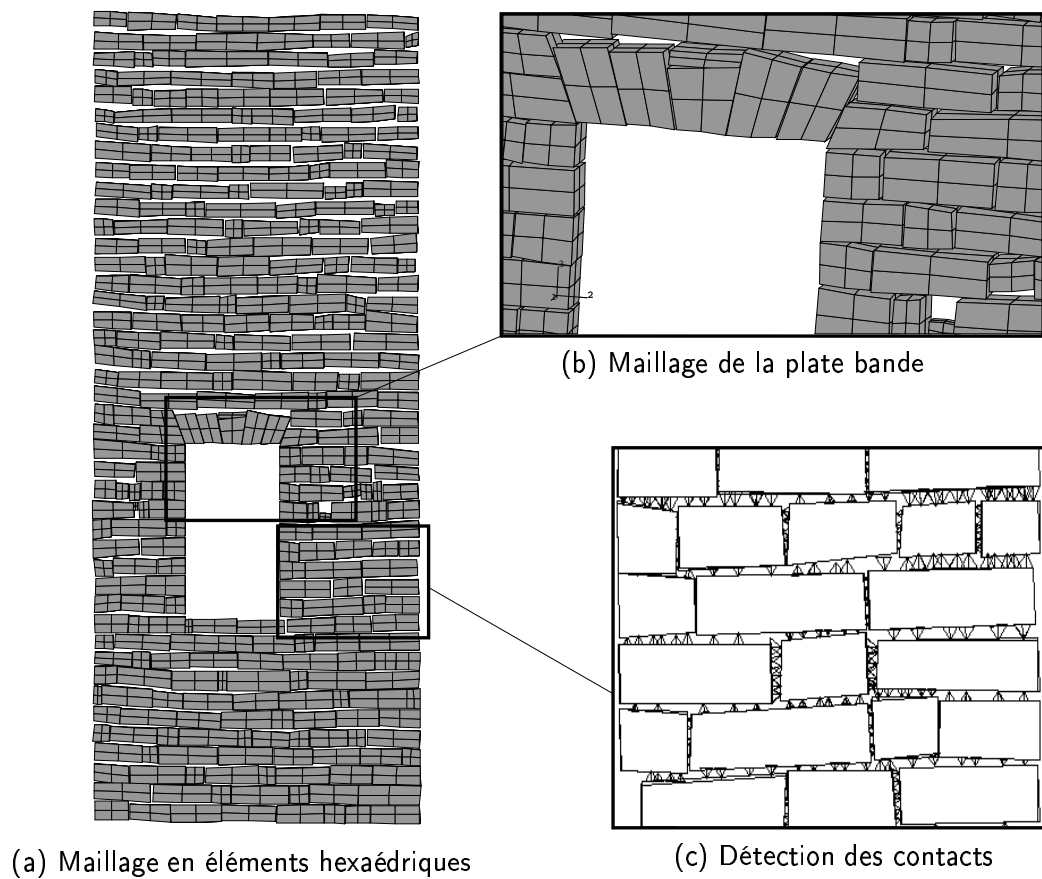 (b) Maillage de la plate bande
(a) Maillage en éléments hexaédriques
(c) Détection des contacts